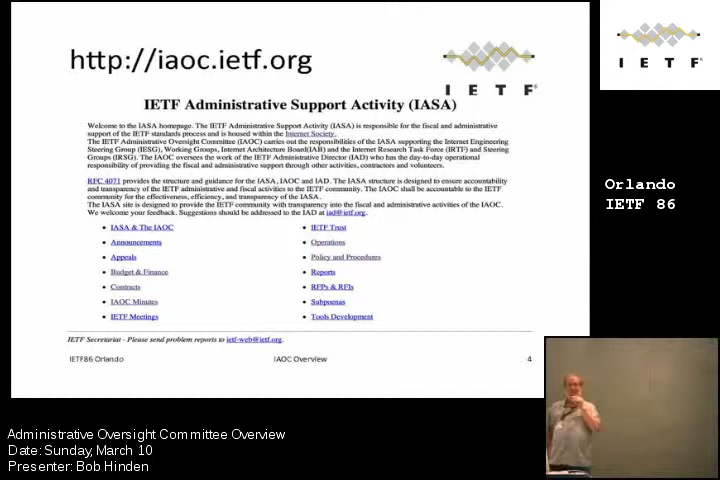 http://iaoc.ietf.org
I E T F®
IETF Administrative Support Activity (IASA)
Welcome to the IASA homepage. The IETF Administrative Support Activity (IASA) is responsible for the fiscal and administrative
support of the IETF standards process and is housed within the Internet Society.
The IETF Administrative Oversight Committee (IAOC) carries out the responsibilities of the IASA supporting the Internet Engineering
Steering Group (IESG), Working Groups, Internet Architecture Board(IAB) and the Internet Research Task Force (IRTF) and Steering
Groups (IRSG). The IAOC oversees the work of the IETF Administrative Director (IAD) who has the day-to-day operational
responsibility of providing the fiscal and administrative support through other activities, contractors and volunteers.
RFC 4071 provides the structure and guidance for the IASA, IAOC and IAD. The IASA structure is designed to ensure accountability
and transparency of the IETF administrative and fiscal activities to the IETF community. The IAOC shall be accountable to the IETF
community for the effectiveness, efficiency, and transparency of the IASA.
The IASA site is designed to provide the IETF community with transparency into the fiscal and administrative activities of the IAOC.
We welcome your feedback. Suggestions should be addressed to the IAD at iad@ietf.org.
• IASA & The IAOC
• Announcements
• Appeals
• Budget & Finance
• Contracts
• IAOC Minutes
• IETF Meetings
• IETF Trust
• Operations
• Policy and Procedures
• Reports
• RFPs & RFIs
• Subpoenas
• Tools Development
IETF Secretariat - Please send problem reports to ietf-web@ietf.org.
IETF86 Orlando
IAOC Overview
4
I E T F®
Orlando
IETF 86
Administrative Oversight Committee Overview
Date: Sunday, March 10
Presenter: Bob Hinden